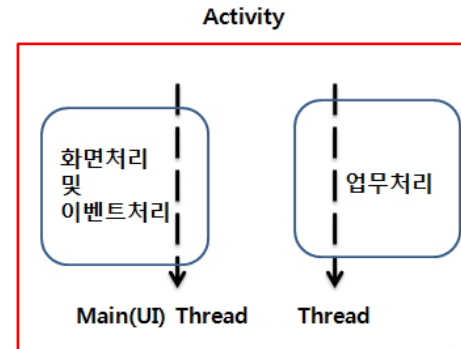 Activity
화면처리
및
이벤트처리
업무처리
Main(UI) Thread
Thread